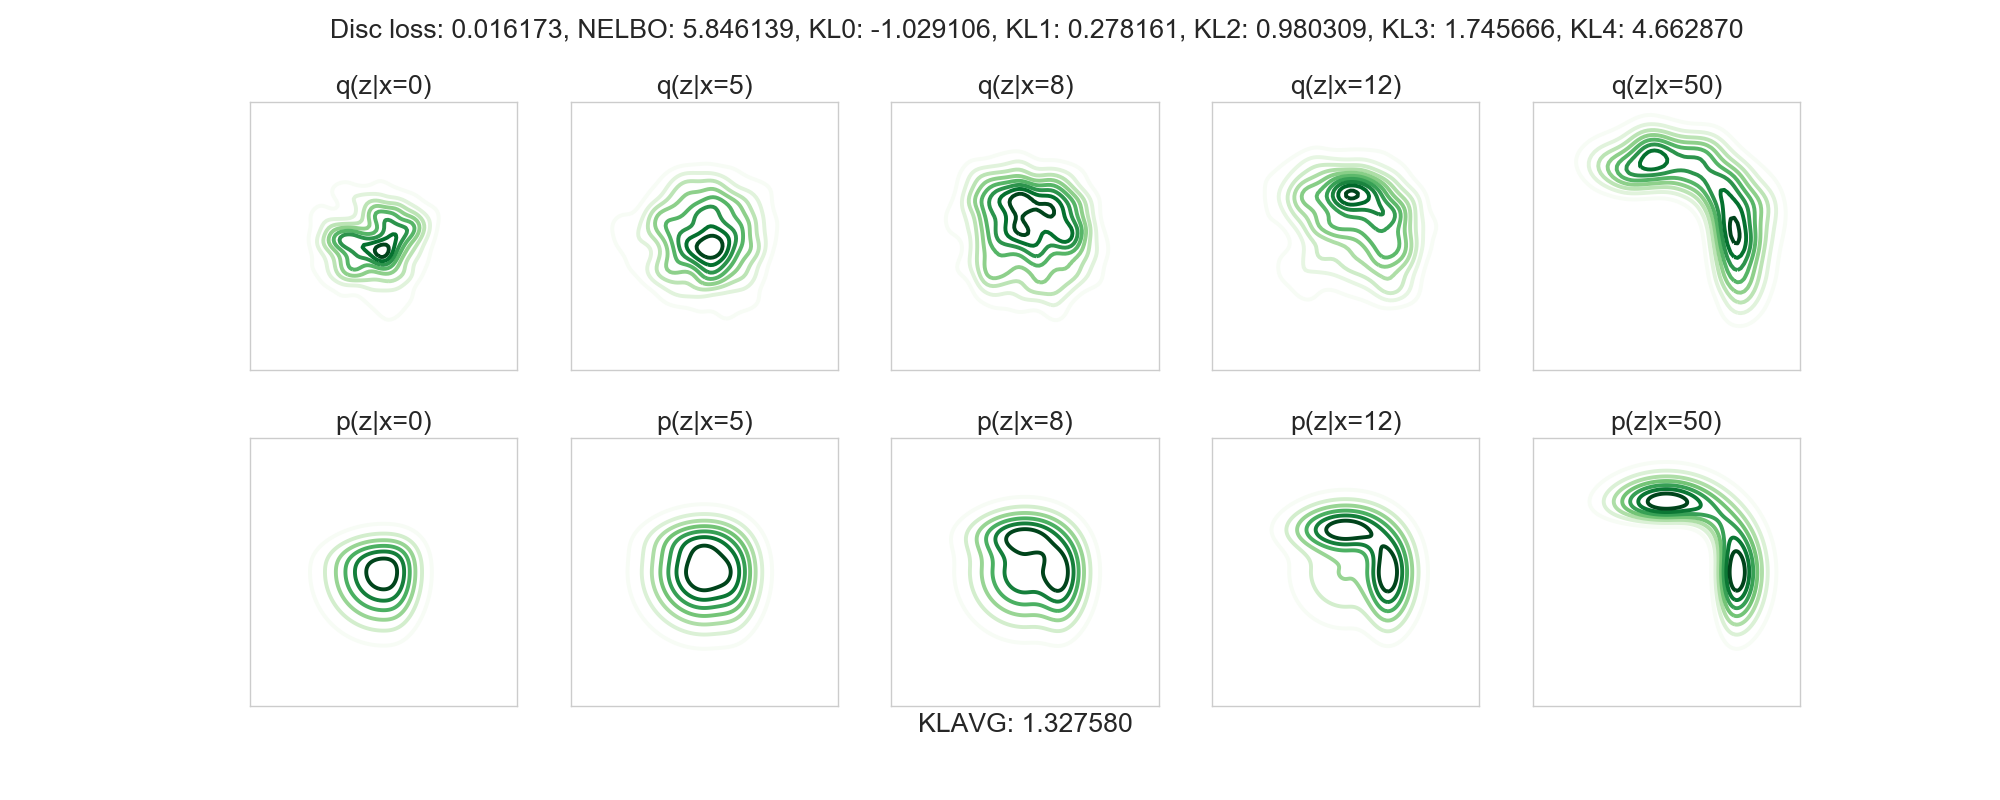 Disc loss: 0.016173, NELBO: 5.846139, KL0: -1.029106, KL1: 0.278161, KL2: 0.980309, KL3: 1.745666, KL4: 4.662870
q(z|x=0) q(z|x=5) q(z|x=8) q(z|x=12) q(z|x=50)
p(z|x=0) p(z|x=5) p(z|x=8) p(z|x=12) p(z|x=50)
KLAVG: 1.327580